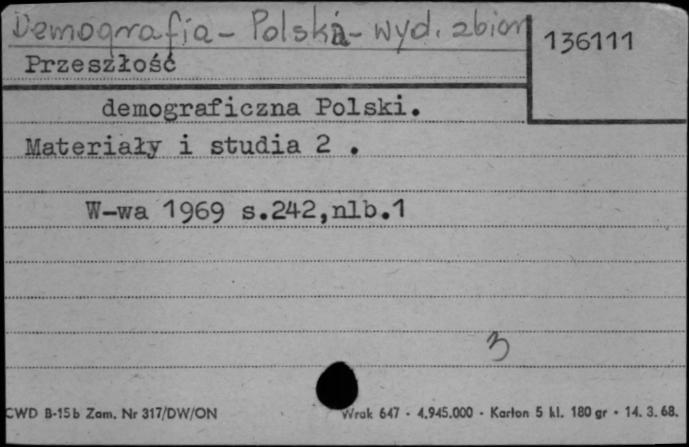 Demografia - Polska - wyd. zbior
136111
Przeszłość
demograficzna Polski.
Materiały i studia 2 .
W-wa 1969 s.242,nlb.1
3
CWD B-15b Zam. Nr 317/DW/ON
Wrak 647 - 4.945.000 - Karton 5 kl. 180 gr - 14. 3. 68.